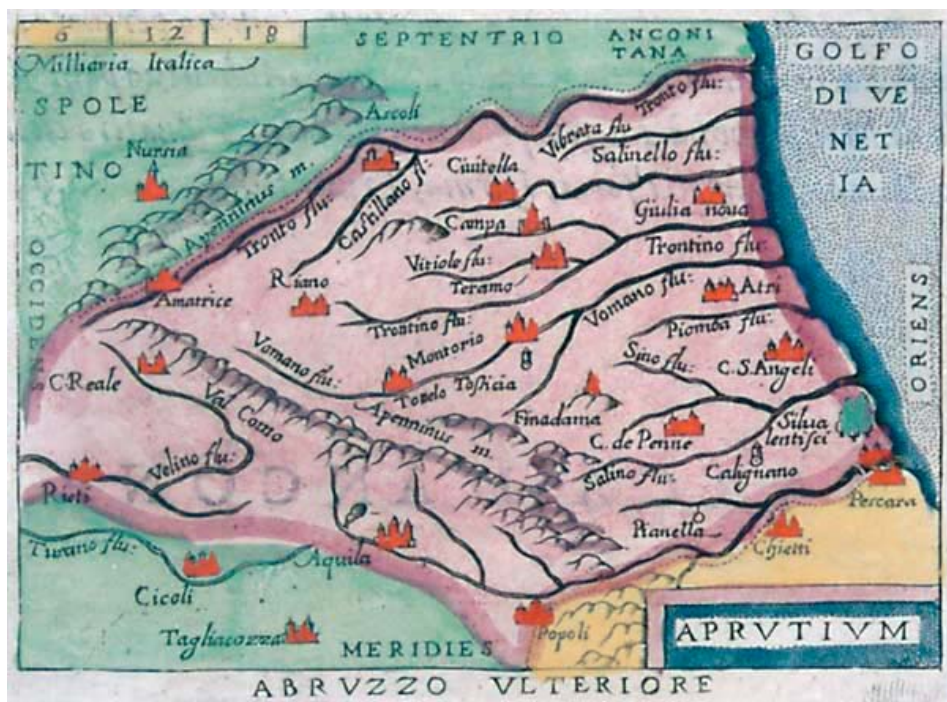 6 12 18
Milliaria Italica
SEPTENTRIO
ANCONI
TANA
GOLFO
DI VE
NET
IA
SPOLE
TINO
Nursia
Ascoli
Apenninus m.
Tronto flu:
Castillano fl:
Tronto flu:
Vibrata flu
Salinello flu:
Ciuitella
Campa
Giulia noua
OCCIDENS
Amatrice
Riano
Vitiole flu:
Teramo
Trontino flu:
Trontino flu:
Vomano flu:
Atri
ORIENS
Vomano flu:
Montorio
Piomba flu:
Sino flu:
C. S. Angeli
C. Reale
Val Corno
Apenninus
m.
Tosicia
Finadama
C. de Penne
Silua
lentisci
Velino flu:
Rieti
Salino flu:
Calignano
Pescara
Pianella
Chietti
Turano flu:
Aquila
Cicoli
Tagliacozza
MERIDIES
Popoli
APRVTIVM
ABRVZZO VLTERIORE